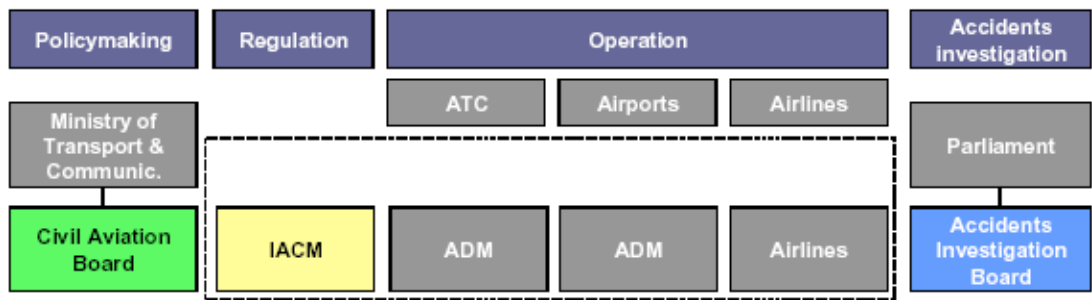 Policymaking
Regulation
Operation
Accidents
investigation
ATC
Airports
Airlines
Ministry of
Transport &
Communic.
Parliament
Civil Aviation
Board
IACM
ADM
ADM
Airlines
Accidents
Investigation
Board